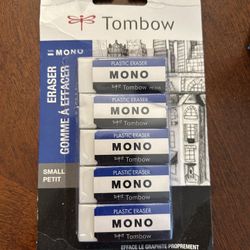 Tombow
MONO
ERASER
GOMME À EFFACER
SMALL
PETIT
PLASTIC ERASER
MONO
Tombow
PLASTIC ERASER
MONO
Tombow
PLASTIC ERASER
MONO
Tombow
PLASTIC ERASER
MONO
Tombow
PLASTIC ERASER
MONO
Tombow
EFFACE LE GRAPHITE PROPREMENT